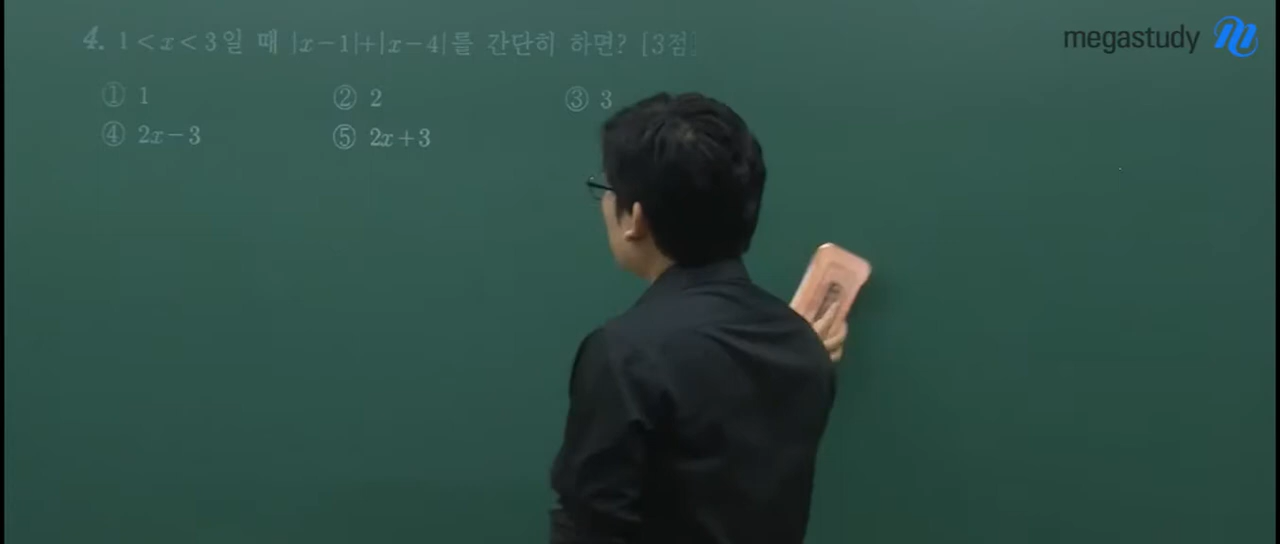 megastudy
4. 1<x<3일 때 |x-1|+|x-4|를 간단히 하면? [3점]
① 1 ② 2 ③ 3
④ 2x-3 ⑤ 2x+3